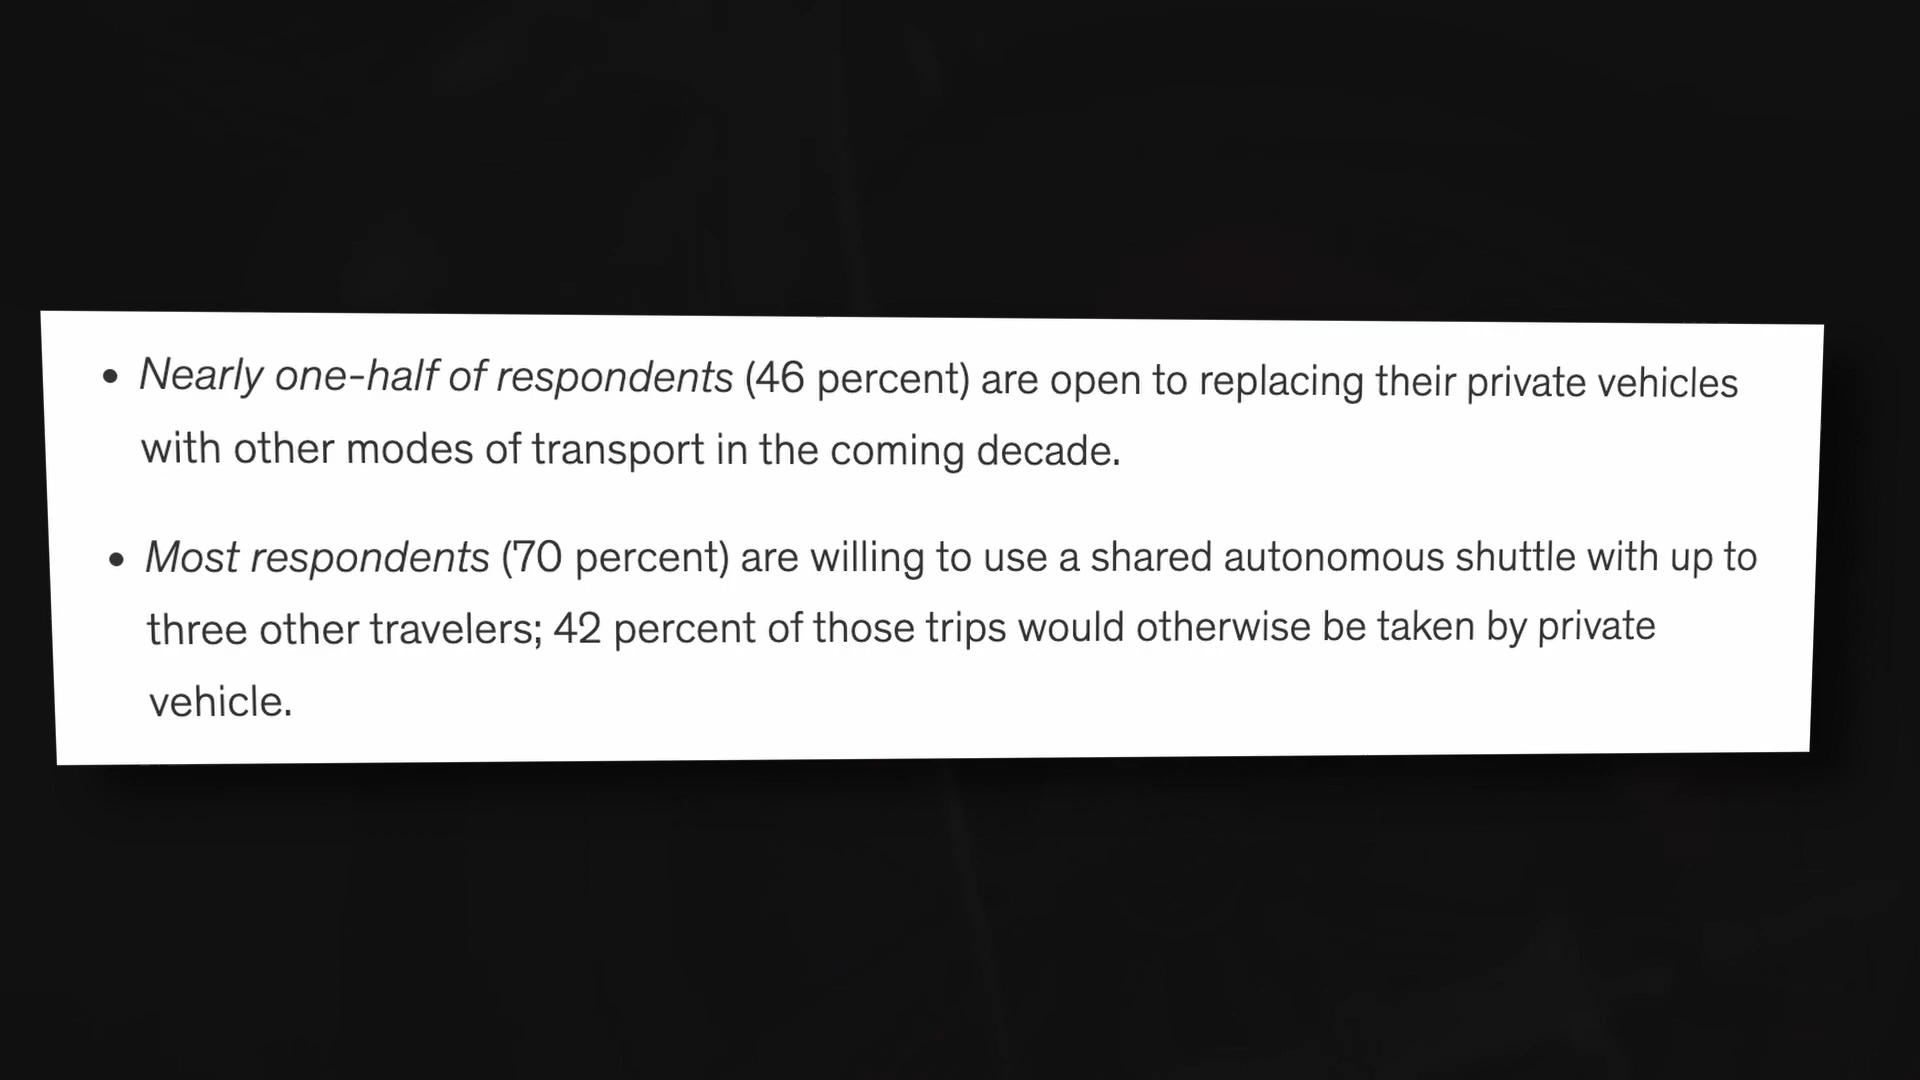 • Nearly one-half of respondents (46 percent) are open to replacing their private vehicles
with other modes of transport in the coming decade.
• Most respondents (70 percent) are willing to use a shared autonomous shuttle with up to
three other travelers; 42 percent of those trips would otherwise be taken by private
vehicle.